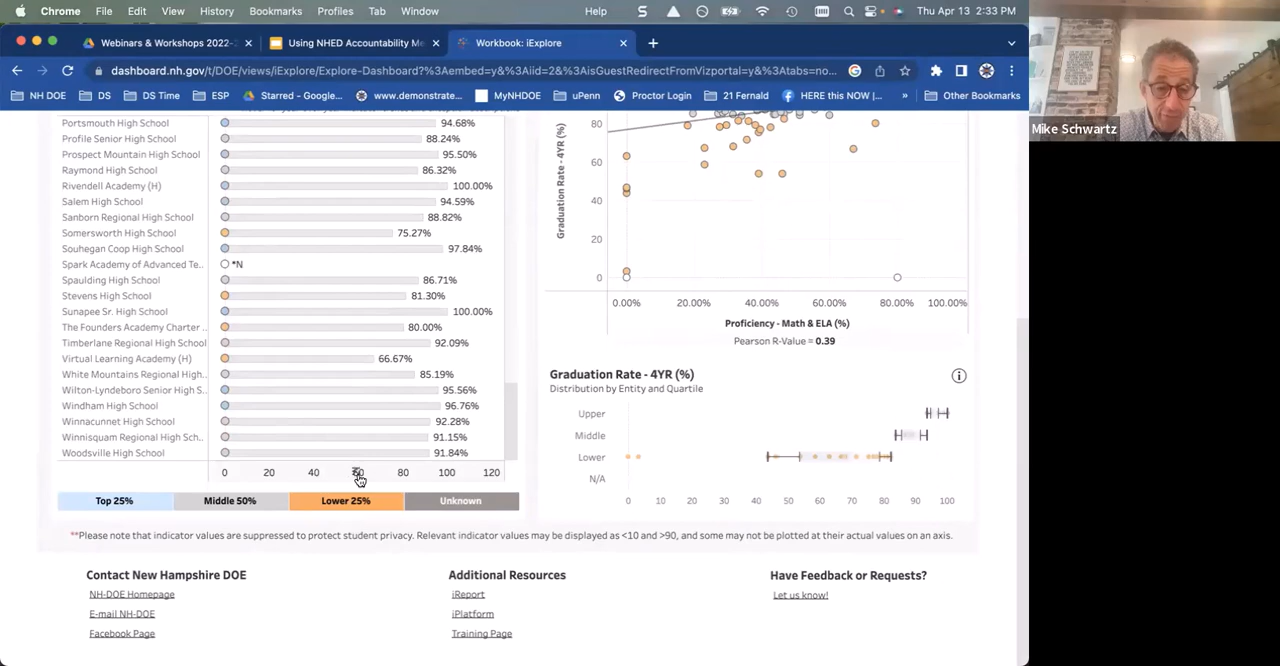 Chrome File Edit View History Bookmarks Profiles Tab Window Help Thu Apr 13 2:33 PM
Webinars & Workshops 2022-2 Using NHED Accountability Me Workbook: iExplore
dashboard.nh.gov/t/DOE/views/iExplore/Explore-Dashboard?%3Aembed=y&%3Aiid=2&%3AisGuestRedirectFromVizportal=y&%3Atabs=no...
NH DOE DS DS Time ESP Starred - Google... www.demonstrate... MyNHDOE uPenn Proctor Login 21 Fernald HERE this NOW |... » Other Bookmarks
Mike Schwartz
Portsmouth High School 94.68%
Profile Senior High School 88.24%
Prospect Mountain High School 95.50%
Raymond High School 86.32%
Rivendell Academy (H) 100.00%
Salem High School 94.59%
Sanborn Regional High School 88.82%
Somersworth High School 75.27%
Souhegan Coop High School 97.84%
Spark Academy of Advanced Te.. *N
Spaulding High School 86.71%
Stevens High School 81.30%
Sunapee Sr. High School 100.00%
The Founders Academy Charter .. 80.00%
Timberlane Regional High School 92.09%
Virtual Learning Academy (H) 66.67%
White Mountains Regional High.. 85.19%
Wilton-Lyndeboro Senior High S.. 95.56%
Windham High School 96.76%
Winnacunnet High School 92.28%
Winnisquam Regional High Sch.. 91.15%
Woodsville High School 91.84%
0 20 40 60 80 100 120
Top 25% Middle 50% Lower 25% Unknown
Graduation Rate - 4YR (%)
80
60
40
20
0
0.00% 20.00% 40.00% 60.00% 80.00% 100.00%
Proficiency - Math & ELA (%)
Pearson R-Value = 0.39
Graduation Rate - 4YR (%)
Distribution by Entity and Quartile
Upper
Middle
Lower
N/A
0 10 20 30 40 50 60 70 80 90 100
**Please note that indicator values are suppressed to protect student privacy. Relevant indicator values may be displayed as <10 and >90, and some may not be plotted at their actual values on an axis.
Contact New Hampshire DOE
NH-DOE Homepage
E-mail NH-DOE
Facebook Page
Additional Resources
iReport
iPlatform
Training Page
Have Feedback or Requests?
Let us know!